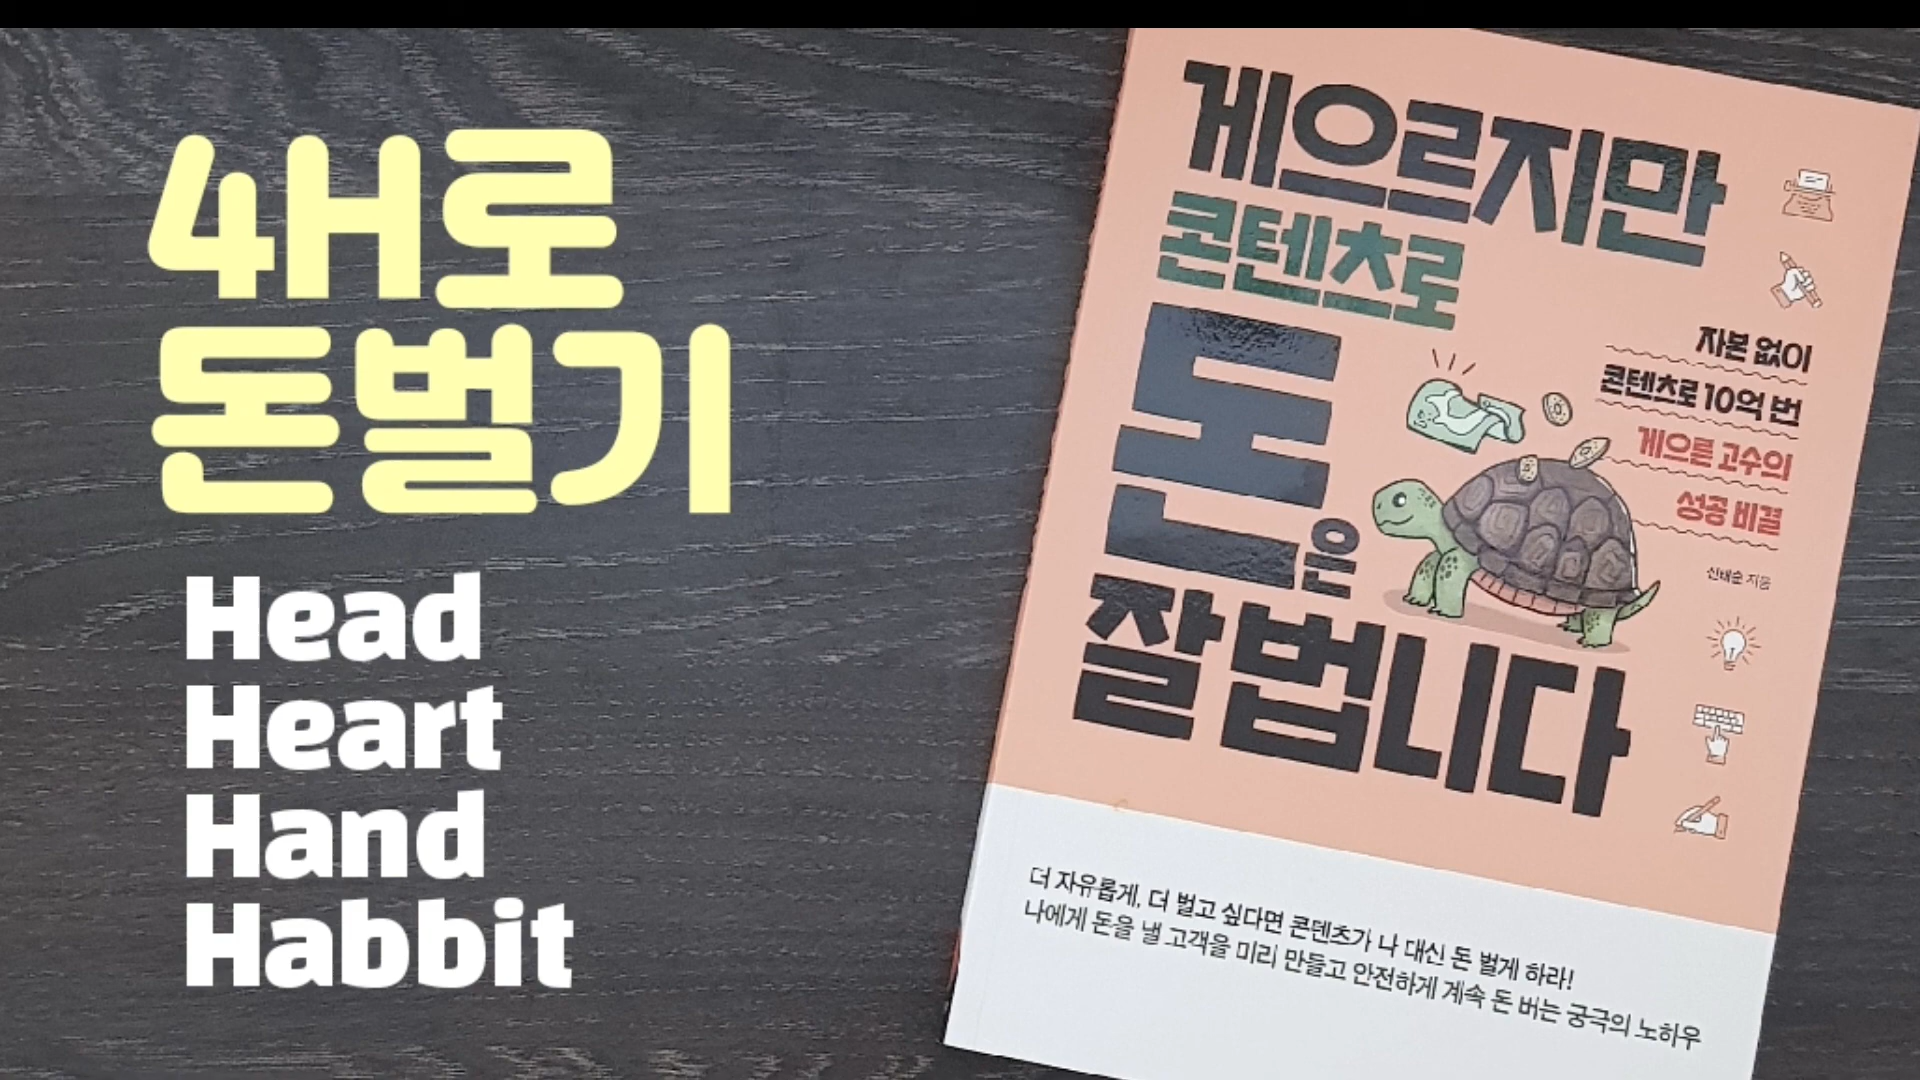 4H로
돈벌기
Head
Heart
Hand
Habbit
게으르지만
콘텐츠로
돈은
잘 법니다
자본 없이
콘텐츠로 10억 번
게으른 고수의
성공 비결
신태순 지음
더 자유롭게, 더 벌고 싶다면 콘텐츠가 나 대신 돈 벌게 하라!
나에게 돈을 낼 고객을 미리 만들고 안전하게 계속 돈 버는 궁극의 노하우